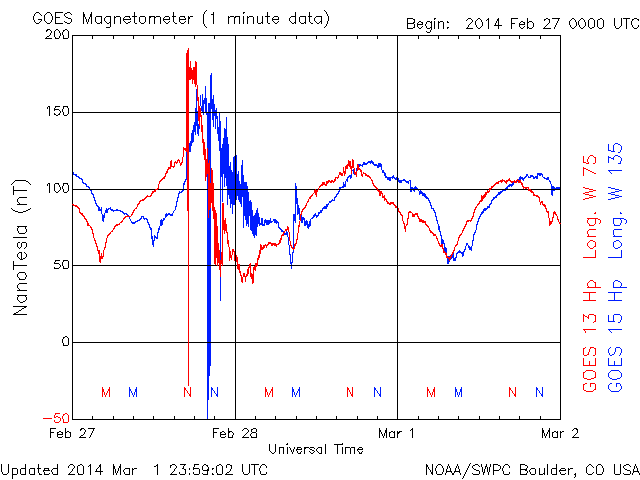 GOES Magnetometer (1 minute data)
Begin: 2014 Feb 27 0000 UTC
200
150
100
50
0
-50
NanoTesla (nT)
M M N N M M N N M M N N
Feb 27 Feb 28 Mar 1 Mar 2
Universal Time
GOES 13 Hp Long. W 75
GOES 15 Hp Long. W 135
Updated 2014 Mar 1 23:59:02 UTC
NOAA/SWPC Boulder, CO USA